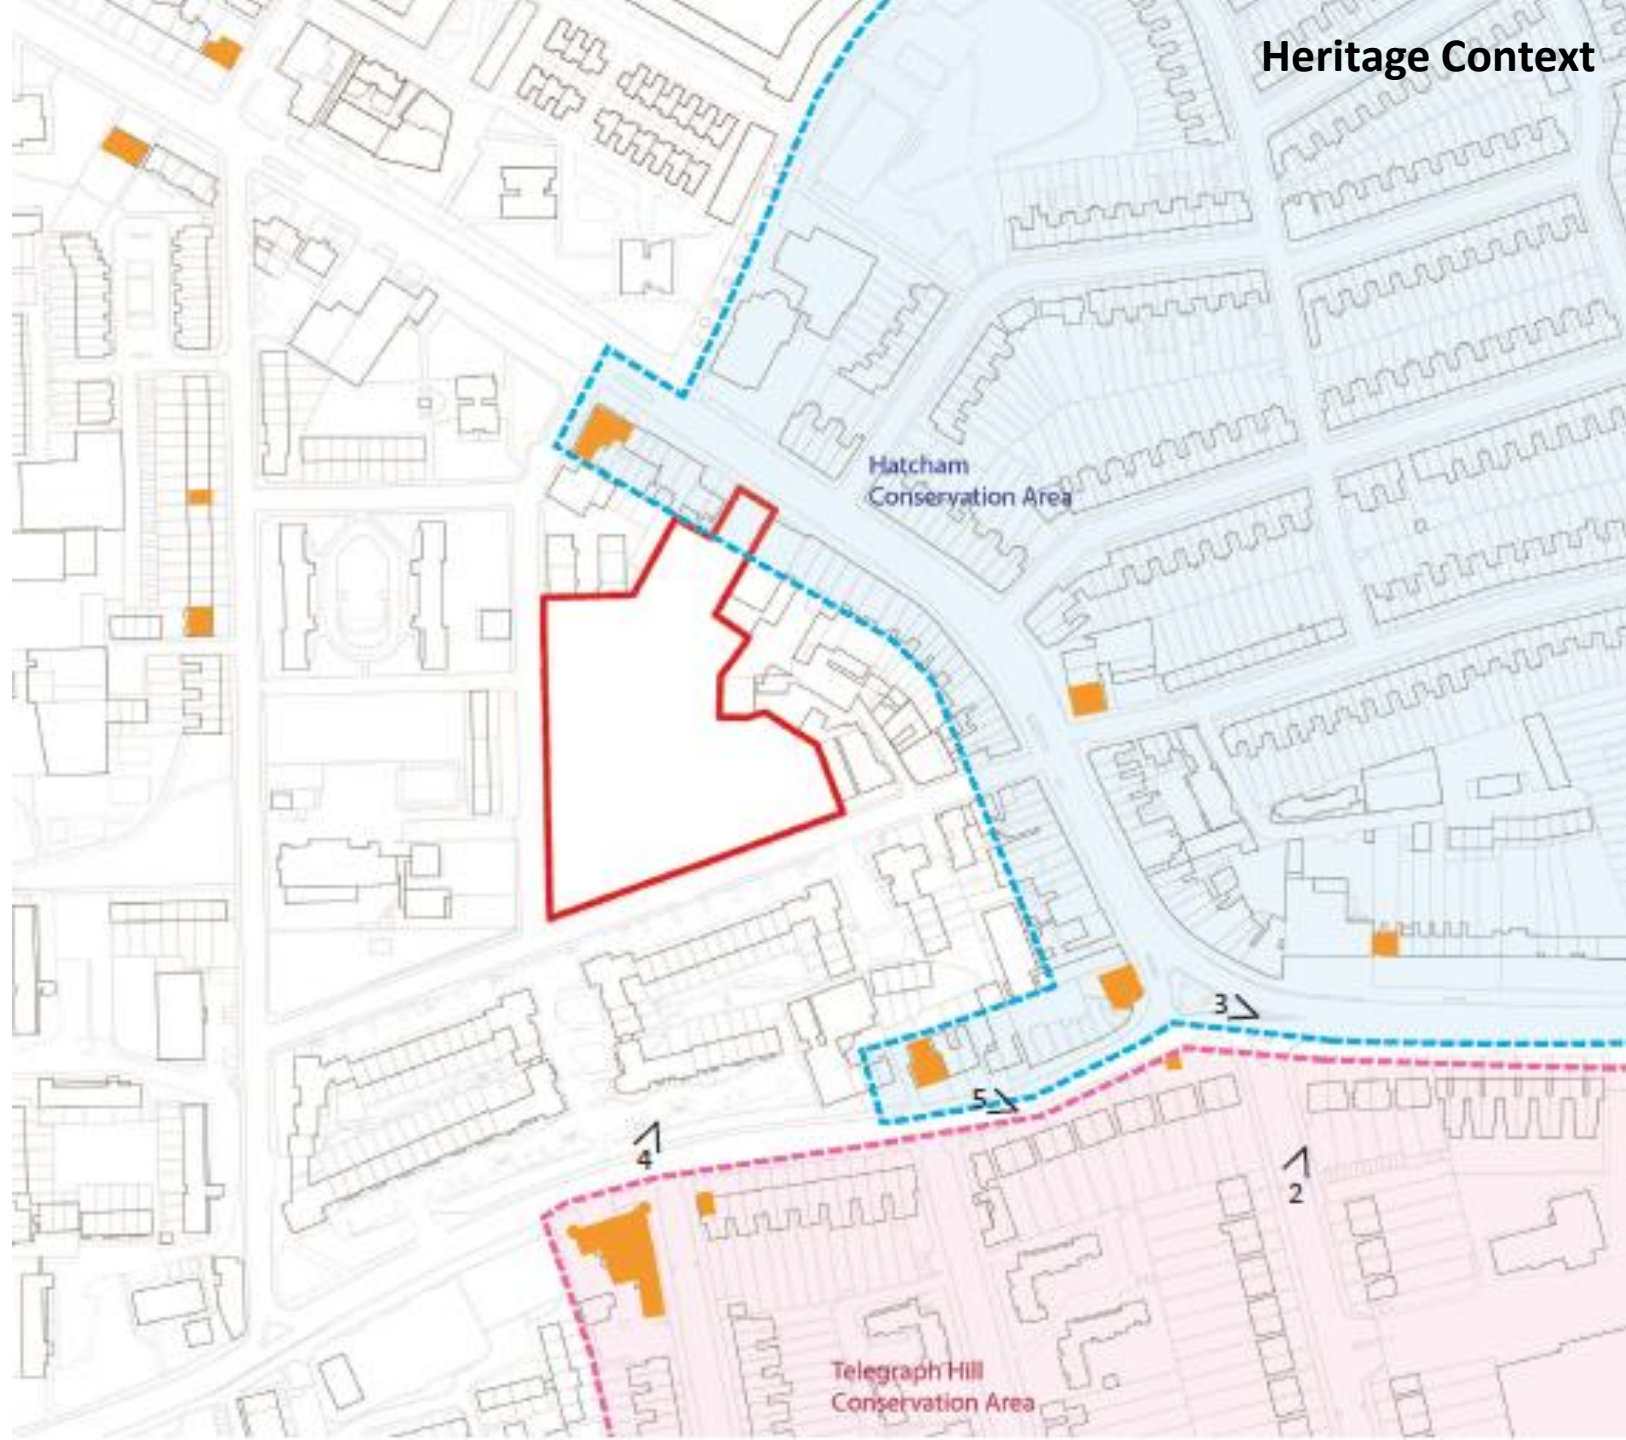 Heritage Context
Hatcham
Conservation Area
3
5
4
2
Telegraph Hill
Conservation Area